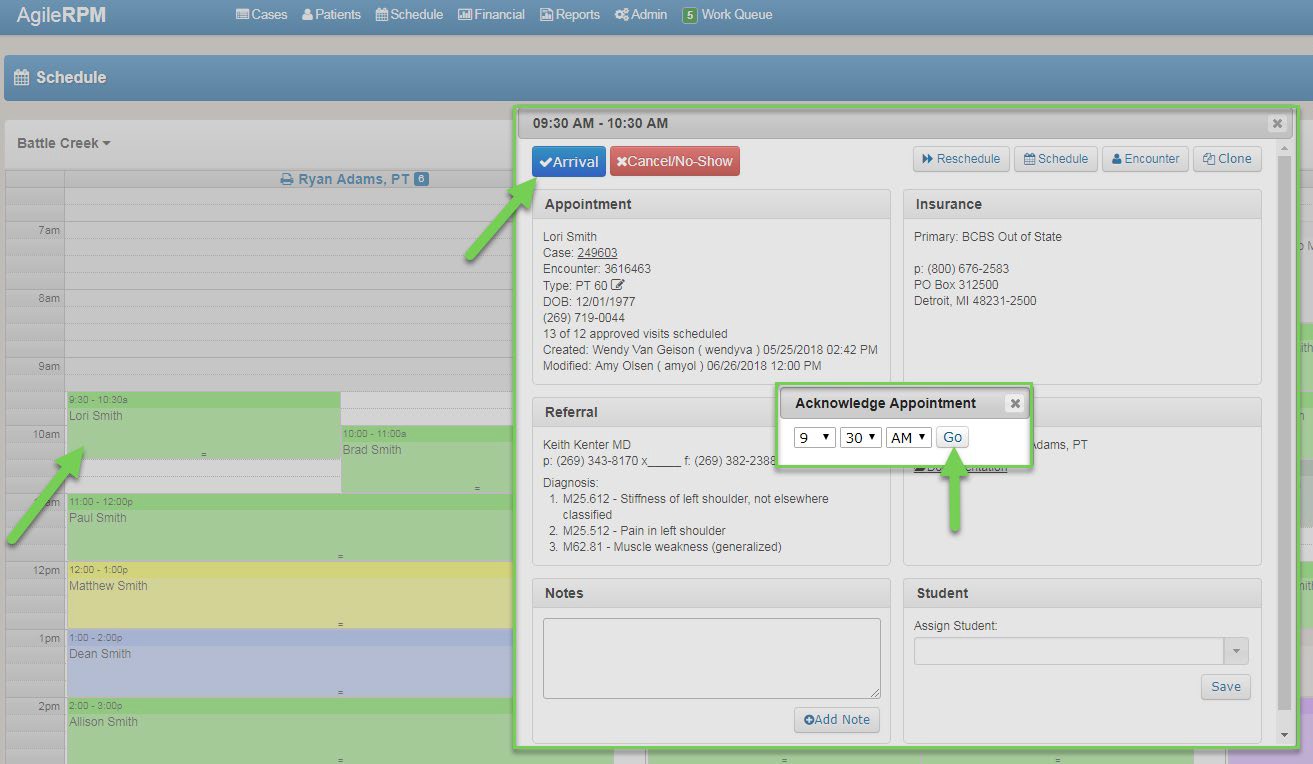 AgileRPM
Cases Patients Schedule Financial Reports Admin 5 Work Queue
Schedule
Battle Creek
Ryan Adams, PT 6
7am
8am
9am
9:30 - 10:30a
Lori Smith
10am
10:00 - 11:00a
Brad Smith
=
=
am
11:00 - 12:00p
Paul Smith
=
12pm
12:00 - 1:00p
Matthew Smith
=
1pm
1:00 - 2:00p
Dean Smith
=
2pm
2:00 - 3:00p
Allison Smith
=
09:30 AM - 10:30 AM
Arrival
Cancel/No-Show
Reschedule
Schedule
Encounter
Clone
Appointment
Lori Smith
Case: 249603
Encounter: 3616463
Type: PT 60
DOB: 12/01/1977
(269) 719-0044
13 of 12 approved visits scheduled
Created: Wendy Van Geison ( wendyva ) 05/25/2018 02:42 PM
Modified: Amy Olsen ( amyol ) 06/26/2018 12:00 PM
Insurance
Primary: BCBS Out of State
p: (800) 676-2583
PO Box 312500
Detroit, MI 48231-2500
Referral
Keith Kenter MD
p: (269) 343-8170 x_____ f: (269) 382-2388
Diagnosis:
1. M25.612 - Stiffness of left shoulder, not elsewhere
classified
2. M25.512 - Pain in left shoulder
3. M62.81 - Muscle weakness (generalized)
Acknowledge Appointment
9 30 AM Go
Adams, PT
Documentation
Notes
Add Note
Student
Assign Student:
Save